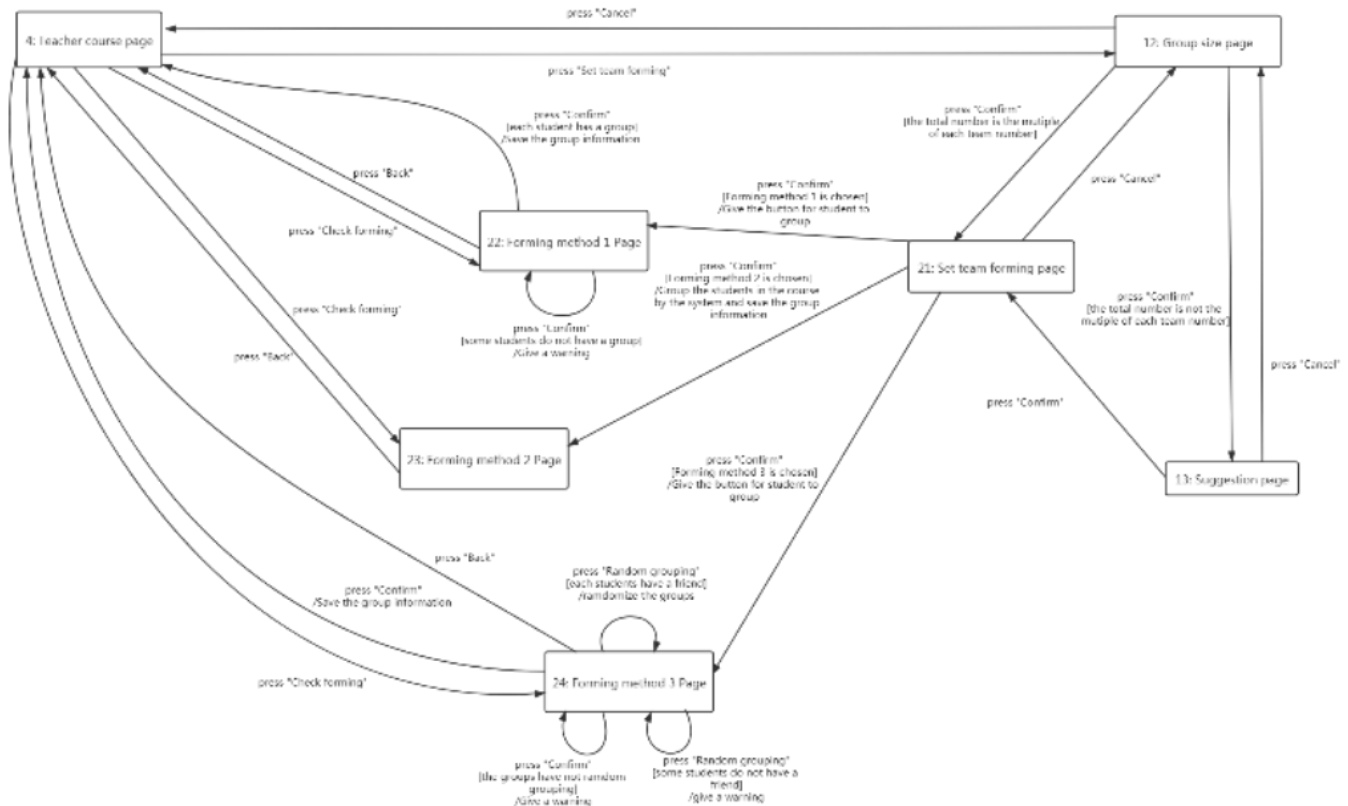 press "Cancel"
4: Teacher course page
12: Group size page
press "Set team forming"
press "Confirm"
[each student has a group]
/Save the group information
press "Confirm"
[the total number is the mutiple
of each team number]
press "Back"
press "Cancel"
press "Confirm"
[Forming method 1 is chosen]
/Give the button for student to
group
press "Check forming"
22: Forming method 1 Page
21: Set team forming page
press "Confirm"
[Forming method 2 is chosen]
/Group the students in the course
by the system and save the group
information
press "Confirm"
[the total number is not the
mutiple of each team number]
press "Check forming"
press "Confirm"
[some students do not have a group]
/Give a warning
press "Back"
press "Cancel"
press "Confirm"
23: Forming method 2 Page
press "Confirm"
[Forming method 3 is chosen]
/Give the button for student to
group
13: Suggestion page
press "Back"
press "Random grouping"
[each students have a friend]
/ramdomize the groups
press "Confirm"
/Save the group information
press "Check forming"
24: Forming method 3 Page
press "Confirm"
[the groups have not ramdom
grouping]
/Give a warning
press "Random grouping"
[some students do not have a
friend]
/give a warning